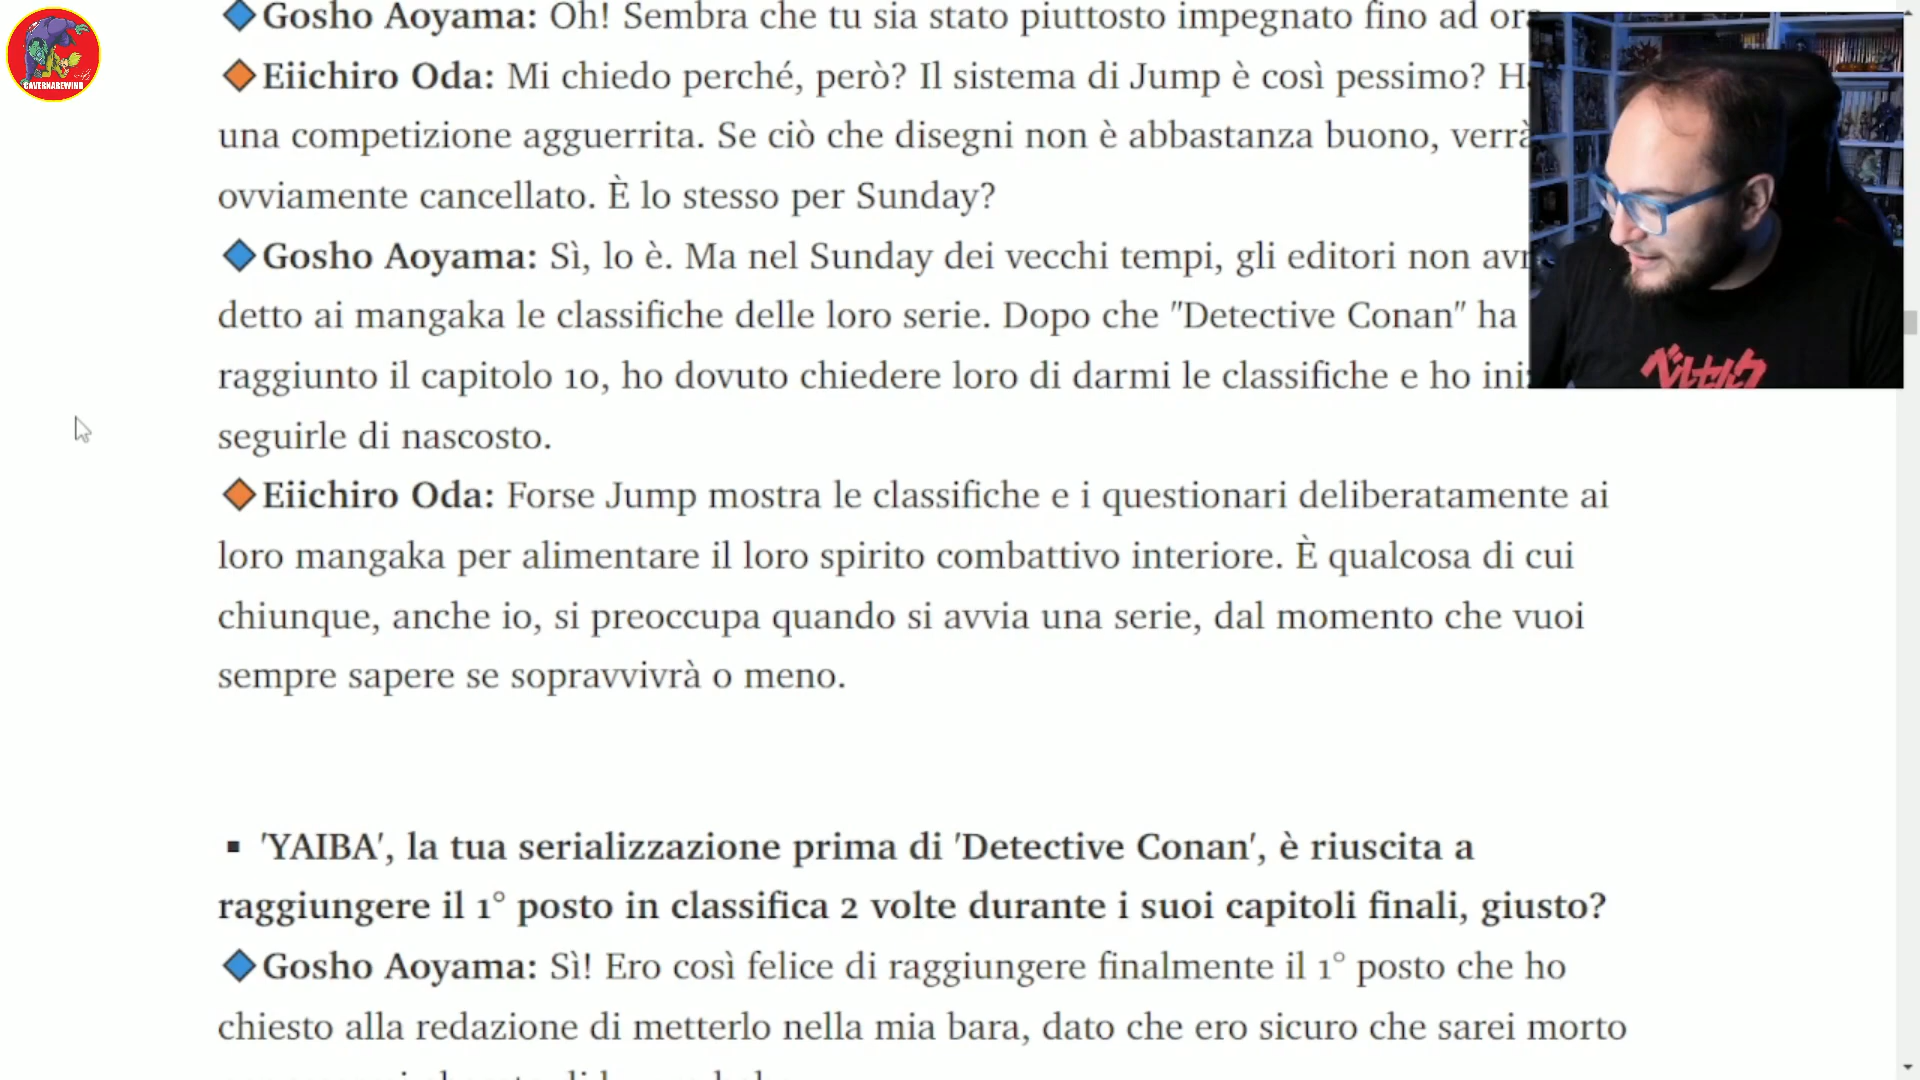 Gosho Aoyama: Oh! Sembra che tu sia stato piuttosto impegnato fino ad
Eiichiro Oda: Mi chiedo perché, però? Il sistema di Jump è così pessimo?
una competizione agguerrita. Se ciò che disegni non è abbastanza buono, verrà
ovviamente cancellato. È lo stesso per Sunday?
Gosho Aoyama: Sì, lo è. Ma nel Sunday dei vecchi tempi, gli editori non
detto ai mangaka le classifiche delle loro serie. Dopo che "Detective Conan" ha
raggiunto il capitolo 10, ho dovuto chiedere loro di darmi le classifiche e ho
seguirle di nascosto.
Eiichiro Oda: Forse Jump mostra le classifiche e i questionari deliberatamente ai
loro mangaka per alimentare il loro spirito combattivo interiore. È qualcosa di cui
chiunque, anche io, si preoccupa quando si avvia una serie, dal momento che vuoi
sempre sapere se sopravvivrà o meno.
▪ 'YAIBA', la tua serializzazione prima di 'Detective Conan', è riuscita a
raggiungere il 1° posto in classifica 2 volte durante i suoi capitoli finali, giusto?
Gosho Aoyama: Sì! Ero così felice di raggiungere finalmente il 1° posto che ho
chiesto alla redazione di metterlo nella mia bara, dato che ero sicuro che sarei morto
CAVERNAREWIND
ベルセルク